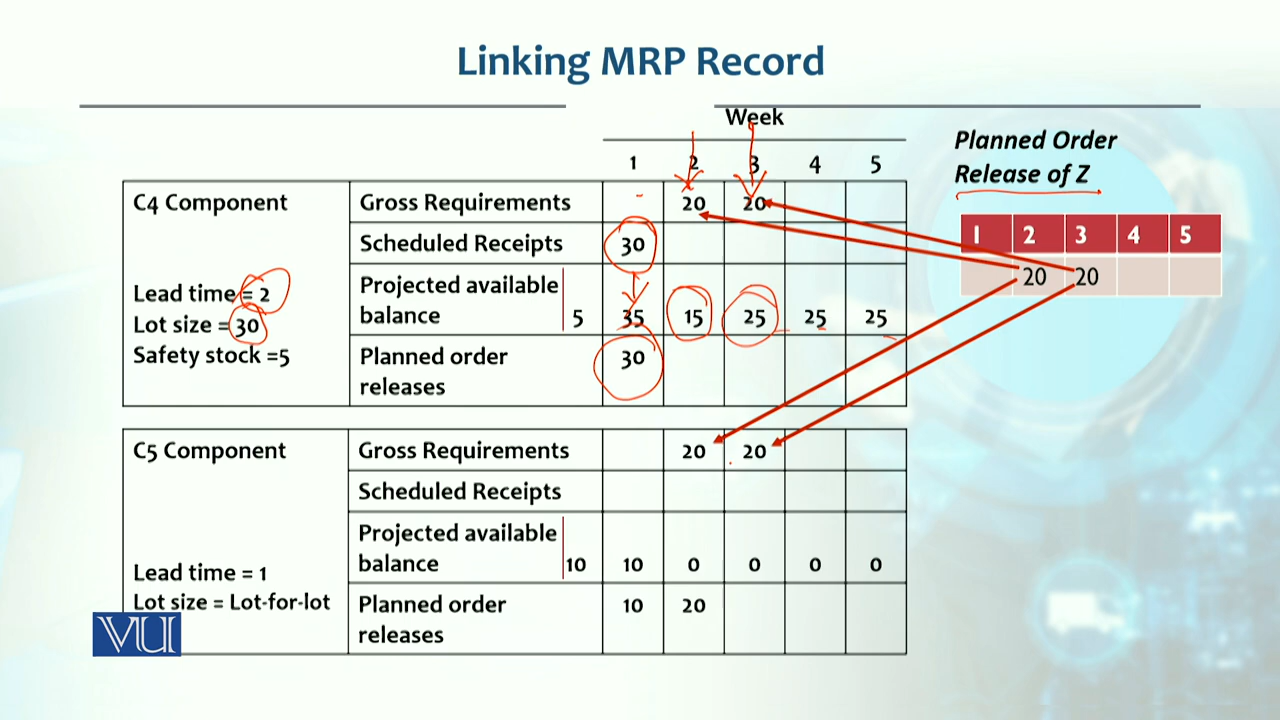 Linking MRP Record
Week
1 2 3 4 5
C4 Component
Lead time = 2
Lot size = 30
Safety stock =5
Gross Requirements - 20 20
Scheduled Receipts 30
Projected available
balance 5 35 15 25 25 25
Planned order 30
releases
C5 Component
Lead time = 1
Lot size = Lot-for-lot
Gross Requirements 20 20
Scheduled Receipts
Projected available
balance 10 10 0 0 0 0
Planned order 10 20
releases
Planned Order
Release of Z
1 2 3 4 5
20 20
VU